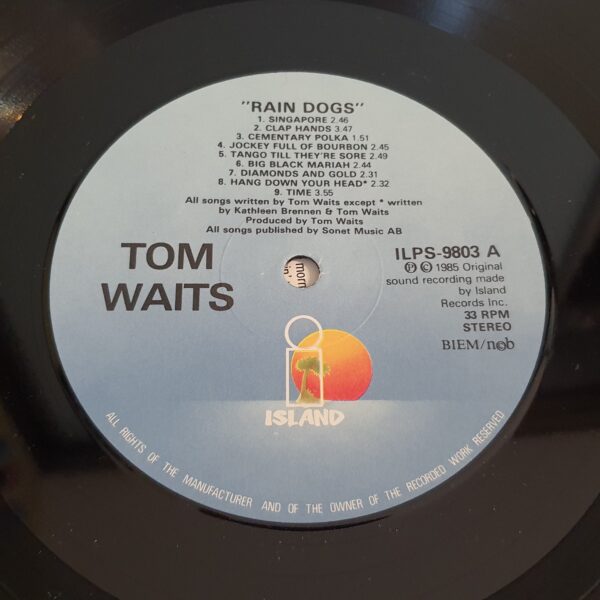 "RAIN DOGS"
1. SINGAPORE 2.46
2. CLAP HANDS 3.47
3. CEMENTARY POLKA 1.51
4. JOCKEY FULL OF BOURBON 2.45
5. TANGO TILL THEY'RE SORE 2.49
6. BIG BLACK MARIAH 2.44
7. DIAMONDS AND GOLD 2.31
8. HANG DOWN YOUR HEAD* 2.32
9. TIME 3.55
All songs written by Tom Waits except * written
by Kathleen Brennen & Tom Waits
Produced by Tom Waits
All songs published by Sonet Music AB
TOM
WAITS
ILPS-9803 A
℗ © 1985 Original
sound recording made
by Island
Records Inc.
33 RPM
STEREO
BIEM/n©b
ISLAND
ALL RIGHTS OF THE MANUFACTURER AND OF THE OWNER OF THE RECORDED WORK RESERVED